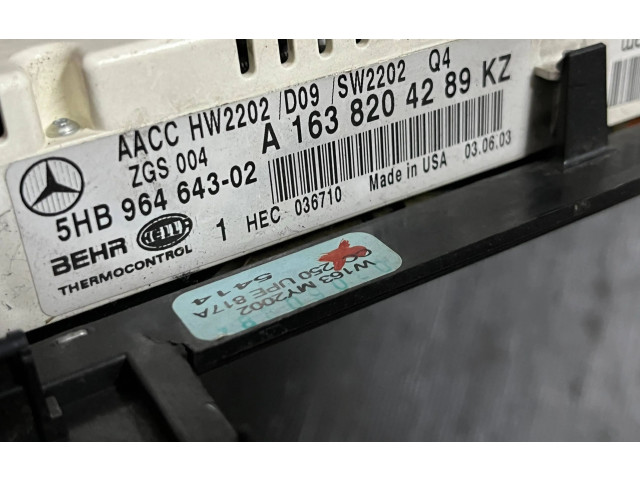 AACC HW2202 /D09 /SW2202 Q4
ZGS 004 A 163 820 42 89 KZ
5HB 964 643-02
BEHR HELLA 1 HEC 036710 Made in USA 03.06.03
THERMOCONTROL
W163 MY2002
250 UPE 817A
5414